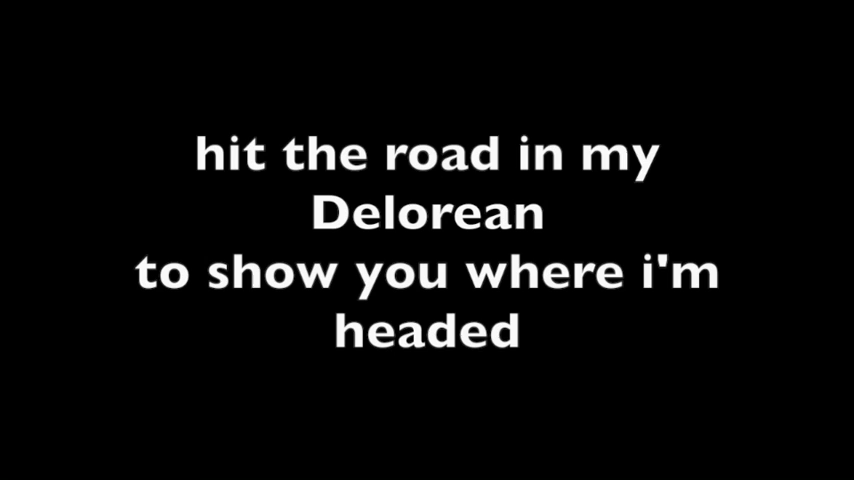 hit the road in my
Delorean
to show you where i'm
headed